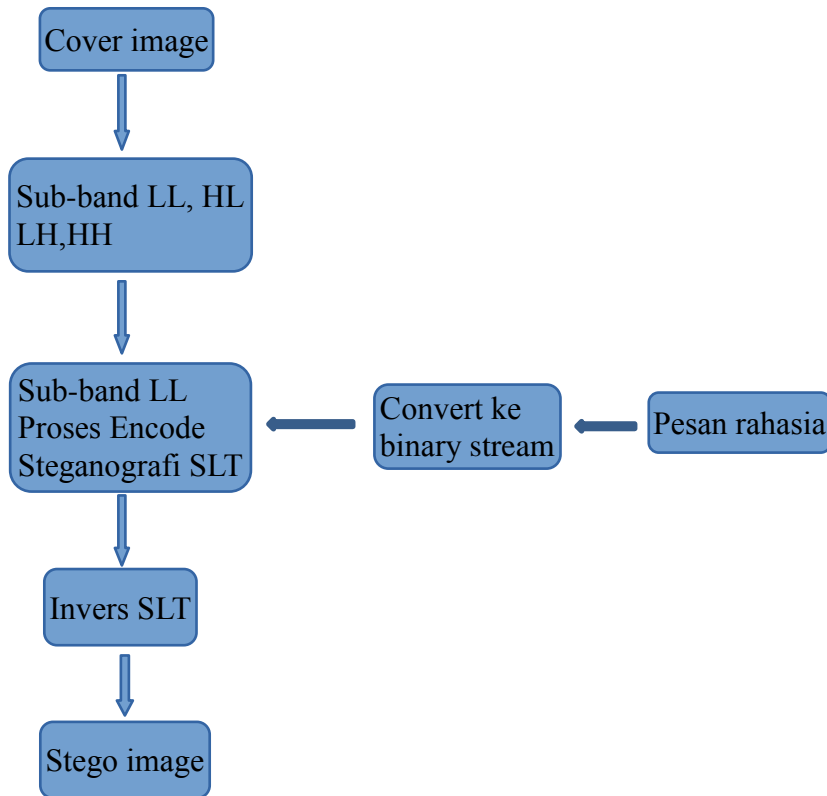 Cover image
Sub-band LL, HL
LH,HH
Sub-band LL
Proses Encode
Steganografi SLT
Convert ke
binary stream
Pesan rahasia
Invers SLT
Stego image